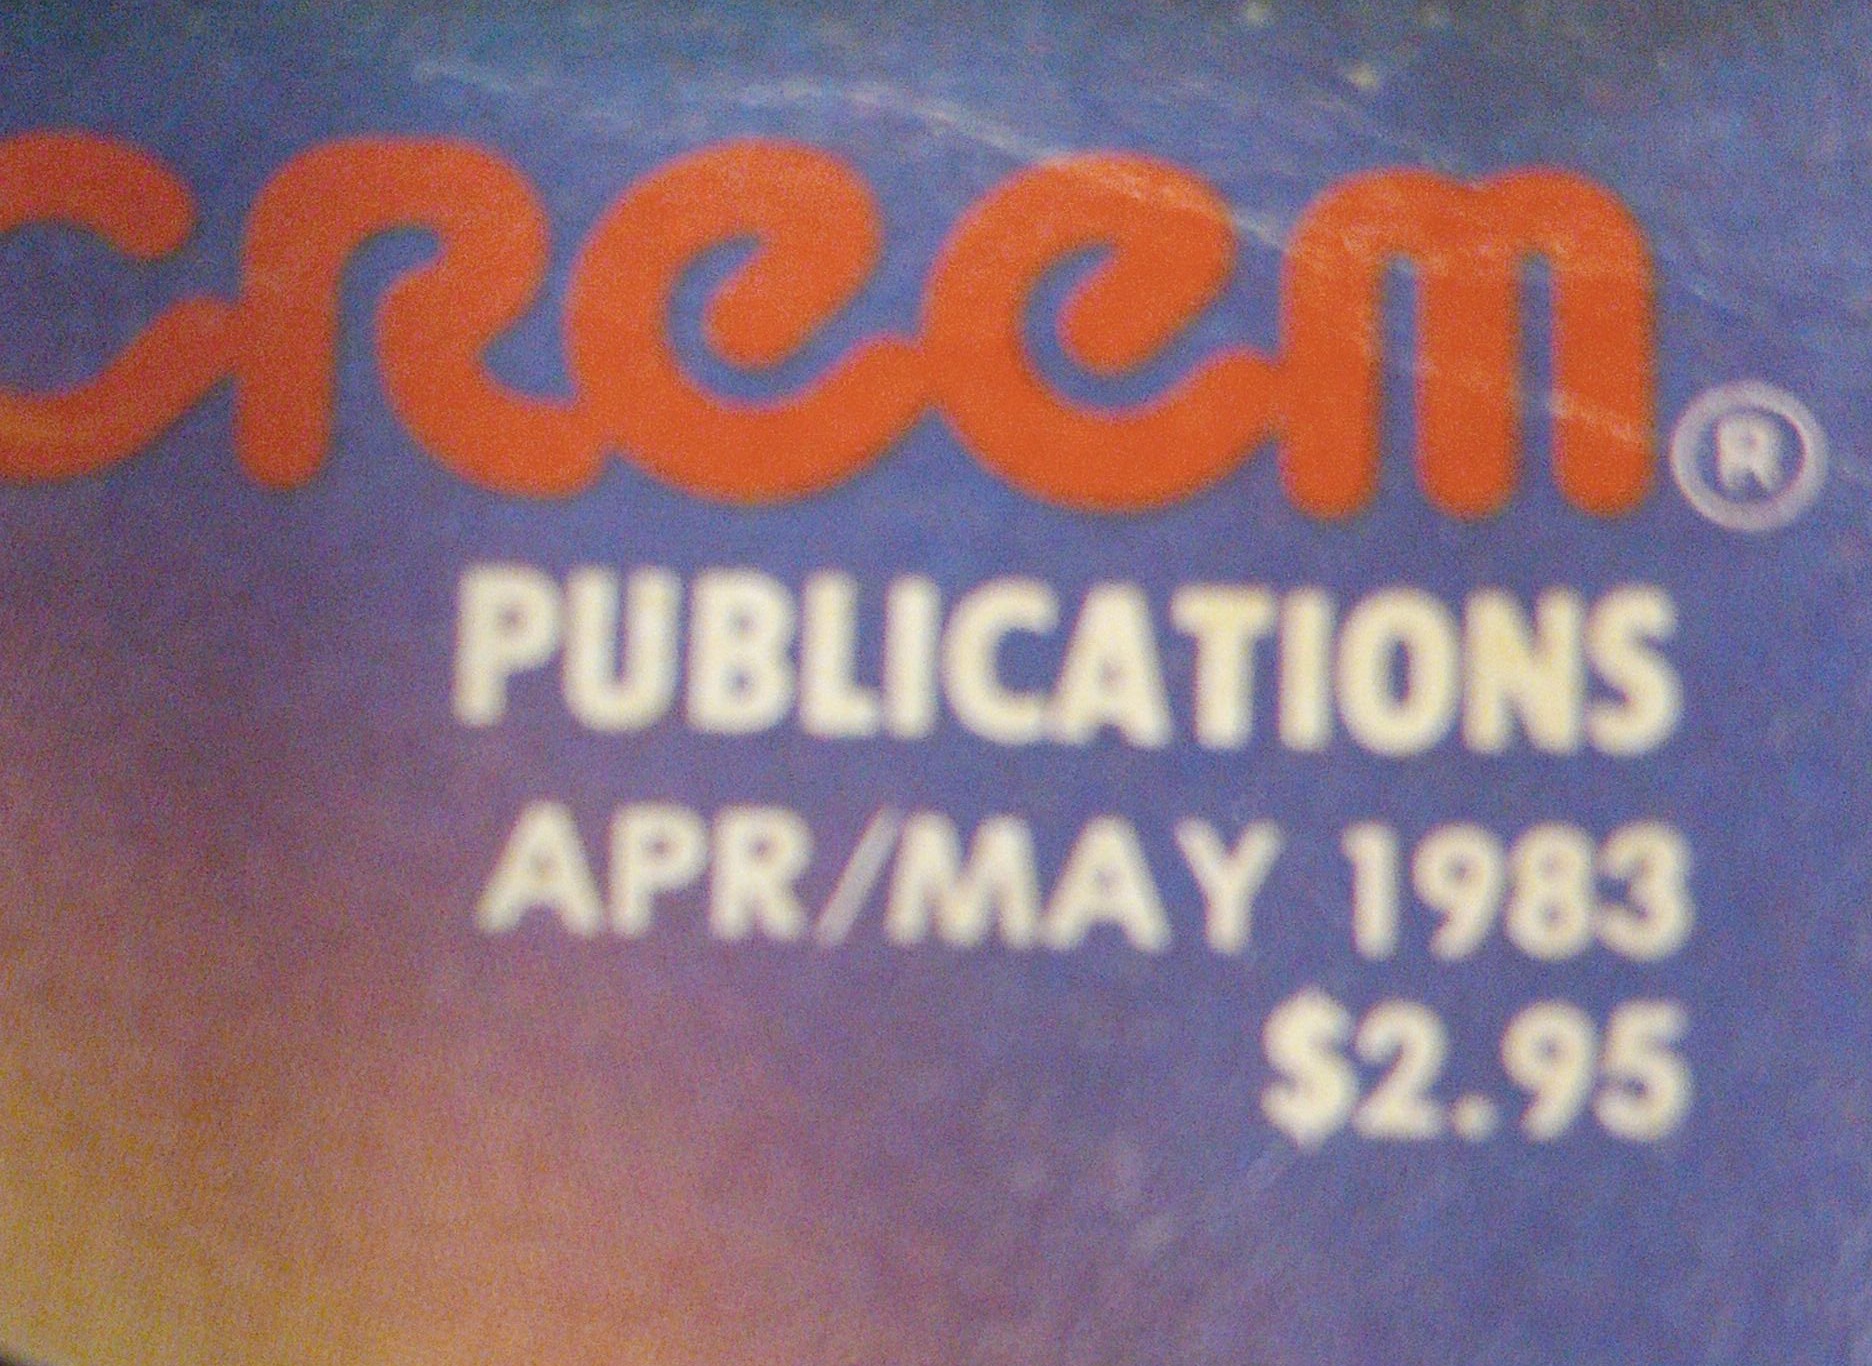 creem®
PUBLICATIONS
APR/MAY 1983
$2.95